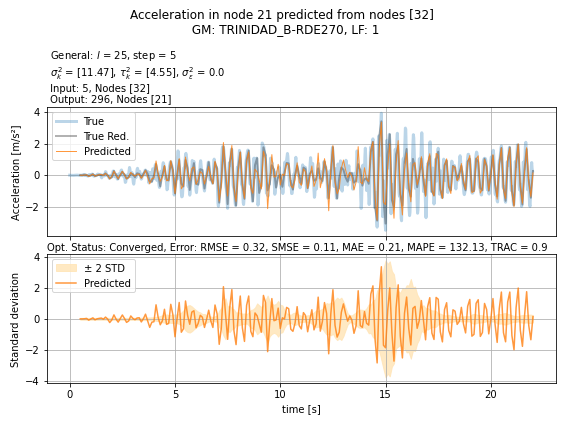 Acceleration in node 21 predicted from nodes [32]
GM: TRINIDAD_B-RDE270, LF: 1
General: l = 25, step = 5
σ²ₖ = [11.47], τ²ₖ = [4.55], σ²_ε = 0.0
Input: 5, Nodes [32]
Output: 296, Nodes [21]
4
2
0
−2
Acceleration [m/s²]
True
True Red.
Predicted
Opt. Status: Converged, Error: RMSE = 0.32, SMSE = 0.11, MAE = 0.21, MAPE = 132.13, TRAC = 0.9
4
2
0
−2
−4
Standard deviation
± 2 STD
Predicted
0 5 10 15 20
time [s]